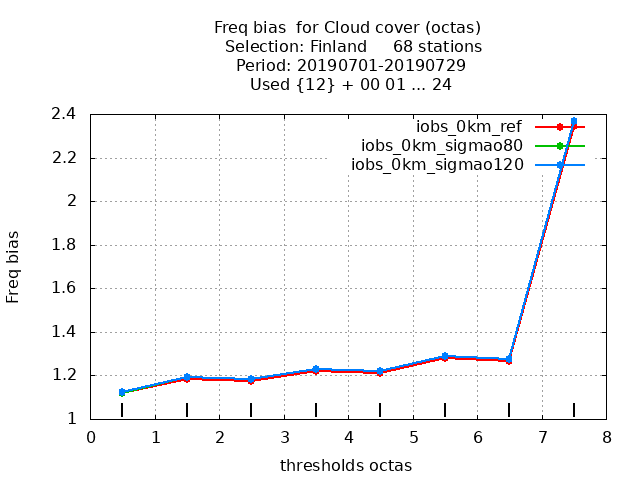 Freq bias  for Cloud cover (octas)
Selection: Finland     68 stations
Period: 20190701-20190729
Used {12} + 00 01 ... 24
iobs_0km_ref
iobs_0km_sigmao80
iobs_0km_sigmao120
Freq bias
2.4
2.2
2
1.8
1.6
1.4
1.2
1
0 1 2 3 4 5 6 7 8
thresholds octas